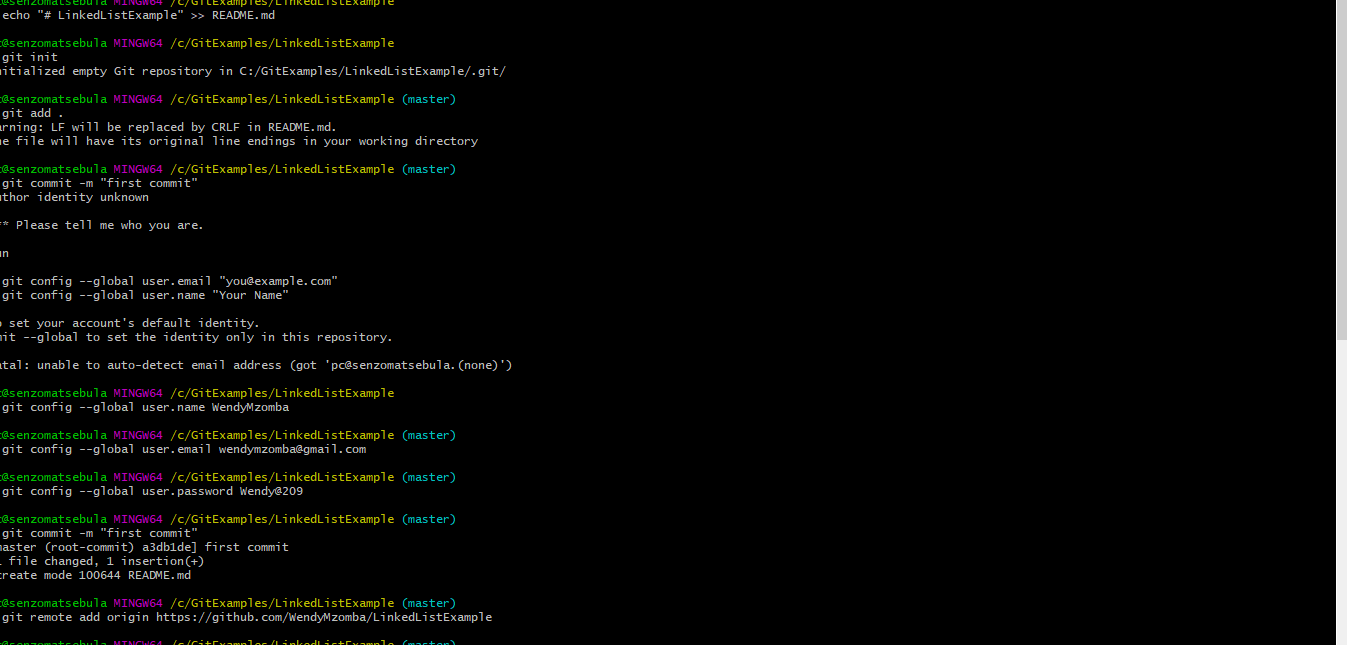 @senzomatsebula MINGW64 /c/GitExamples/LinkedListExample
echo "# LinkedListExample" >> README.md
@senzomatsebula MINGW64 /c/GitExamples/LinkedListExample
git init
nitialized empty Git repository in C:/GitExamples/LinkedListExample/.git/
@senzomatsebula MINGW64 /c/GitExamples/LinkedListExample (master)
git add .
arning: LF will be replaced by CRLF in README.md.
he file will have its original line endings in your working directory
@senzomatsebula MINGW64 /c/GitExamples/LinkedListExample (master)
git commit -m "first commit"
uthor identity unknown
** Please tell me who you are.
un
git config --global user.email "you@example.com"
git config --global user.name "Your Name"
o set your account's default identity.
mit --global to set the identity only in this repository.
atal: unable to auto-detect email address (got 'pc@senzomatsebula.(none)')
@senzomatsebula MINGW64 /c/GitExamples/LinkedListExample
git config --global user.name WendyMzomba
@senzomatsebula MINGW64 /c/GitExamples/LinkedListExample (master)
git config --global user.email wendymzomba@gmail.com
@senzomatsebula MINGW64 /c/GitExamples/LinkedListExample (master)
git config --global user.password Wendy@209
@senzomatsebula MINGW64 /c/GitExamples/LinkedListExample (master)
git commit -m "first commit"
master (root-commit) a3db1de] first commit
1 file changed, 1 insertion(+)
create mode 100644 README.md
@senzomatsebula MINGW64 /c/GitExamples/LinkedListExample (master)
git remote add origin https://github.com/WendyMzomba/LinkedListExample
@senzomatsebula MINGW64 /c/GitExamples/LinkedListExample (master)